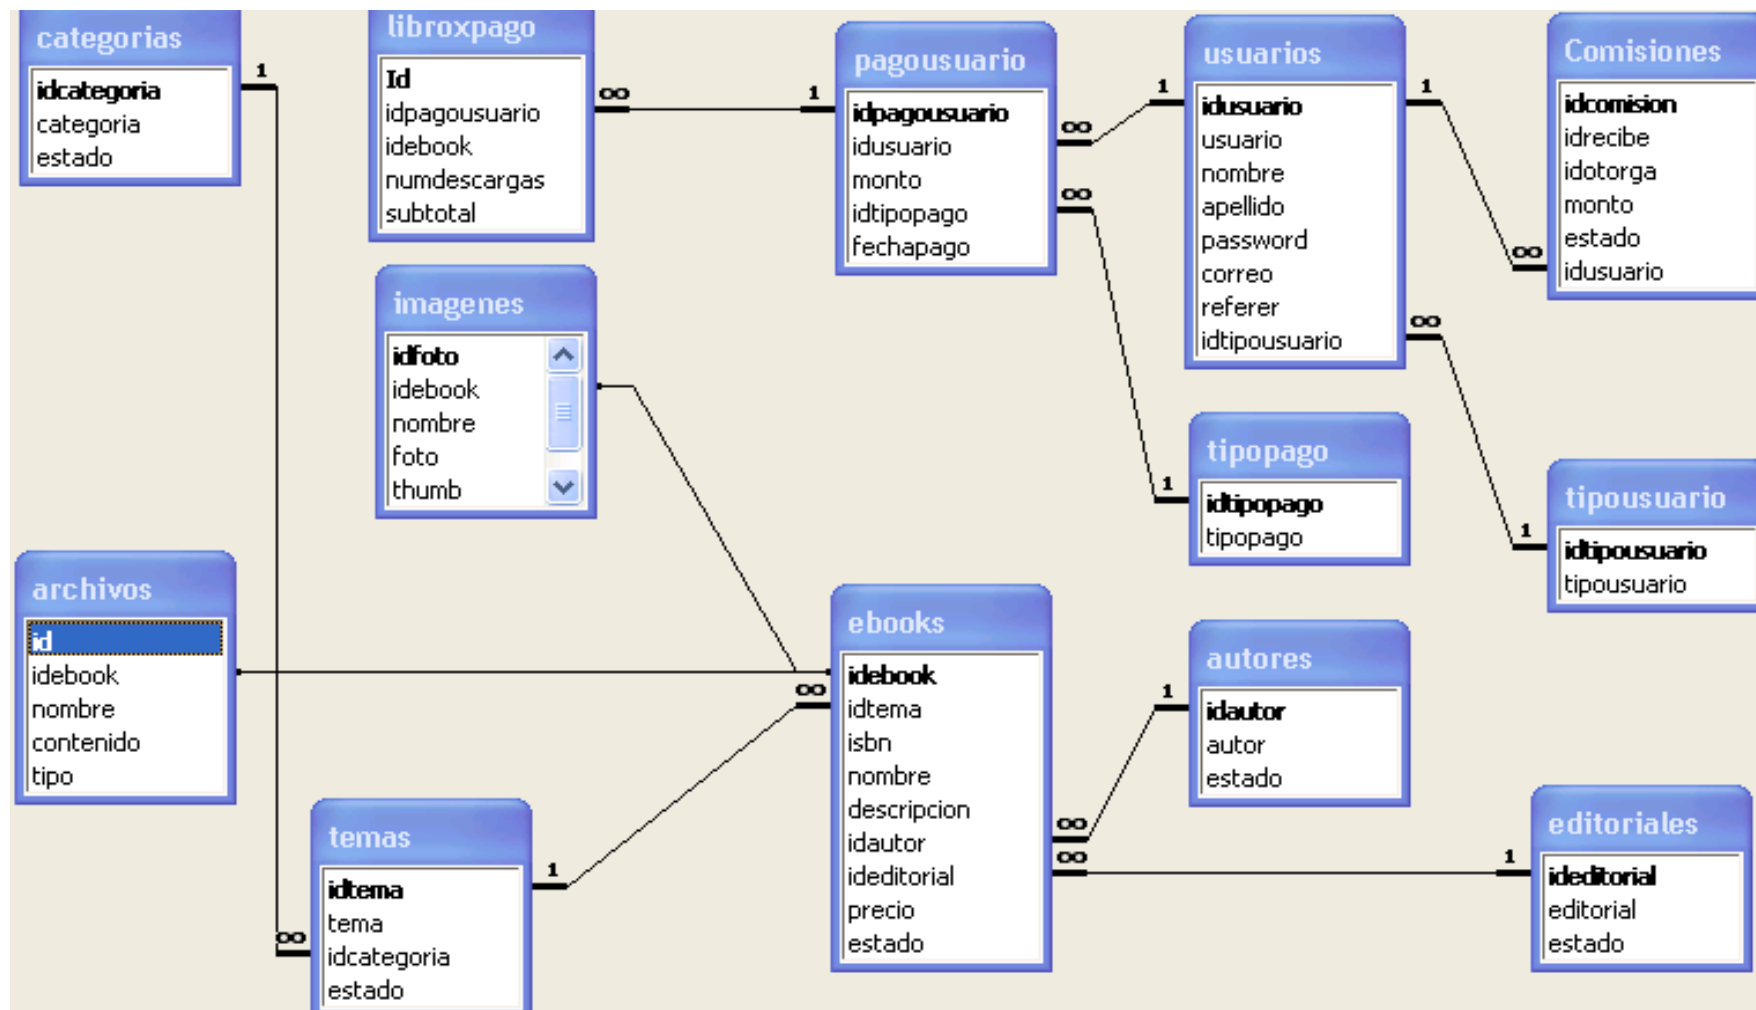 categorias
idcategoria
categoria
estado
1
libroxpago
Id
idpagousuario
idebook
numdescargas
subtotal
∞
1
pagousuario
idpagousuario
idusuario
monto
idtipopago
fechapago
∞
∞
1
usuarios
idusuario
usuario
nombre
apellido
password
correo
referer
idtipousuario
1
∞
∞
Comisiones
idcomision
idrecibe
idotorga
monto
estado
idusuario
imagenes
idfoto
idebook
nombre
foto
thumb
1
tipopago
idtipopago
tipopago
1
tipousuario
idtipousuario
tipousuario
archivos
id
idebook
nombre
contenido
tipo
ebooks
idebook
idtema
isbn
nombre
descripcion
idautor
ideditorial
precio
estado
∞
∞
∞
1
autores
idautor
autor
estado
1
editoriales
ideditorial
editorial
estado
temas
idtema
tema
idcategoria
estado
1
∞